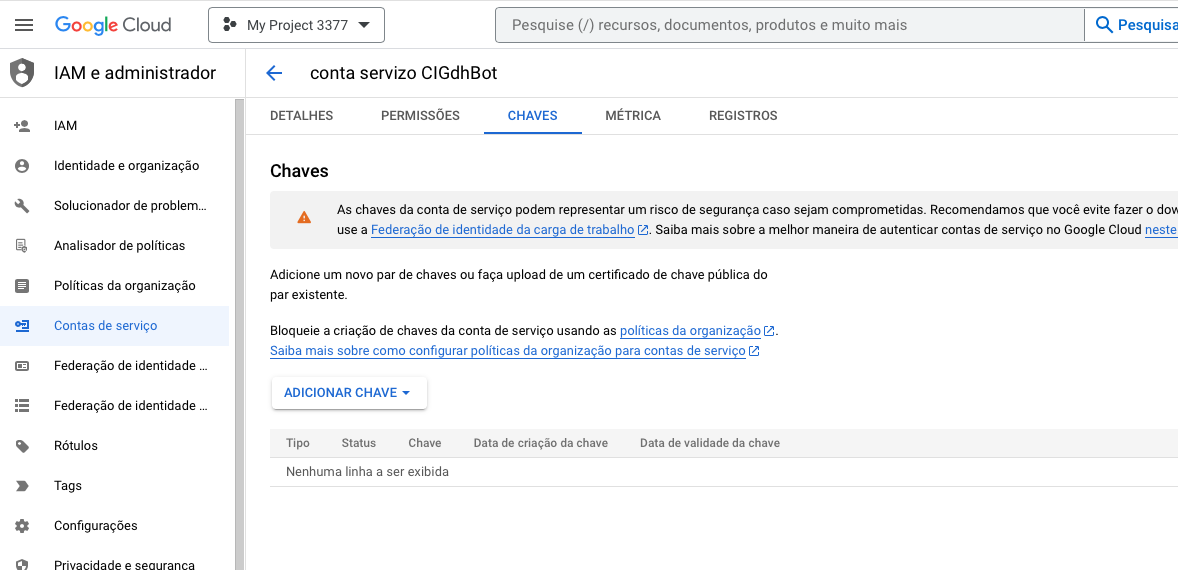 Google Cloud
My Project 3377
Pesquise (/) recursos, documentos, produtos e muito mais
Pesquisa
IAM e administrador
conta servizo CIGdhBot
DETALHES
PERMISSÕES
CHAVES
MÉTRICA
REGISTROS
IAM
Identidade e organização
Solucionador de problem...
Analisador de políticas
Políticas da organização
Contas de serviço
Federação de identidade ...
Federação de identidade ...
Rótulos
Tags
Configurações
Privacidade e segurança
Chaves
As chaves da conta de serviço podem representar um risco de segurança caso sejam comprometidas. Recomendamos que você evite fazer o dow
use a Federação de identidade da carga de trabalho. Saiba mais sobre a melhor maneira de autenticar contas de serviço no Google Cloud neste
Adicione um novo par de chaves ou faça upload de um certificado de chave pública do
par existente.
Bloqueie a criação de chaves da conta de serviço usando as políticas da organização.
Saiba mais sobre como configurar políticas da organização para contas de serviço
ADICIONAR CHAVE
Tipo Status Chave Data de criação da chave Data de validade da chave
Nenhuma linha a ser exibida